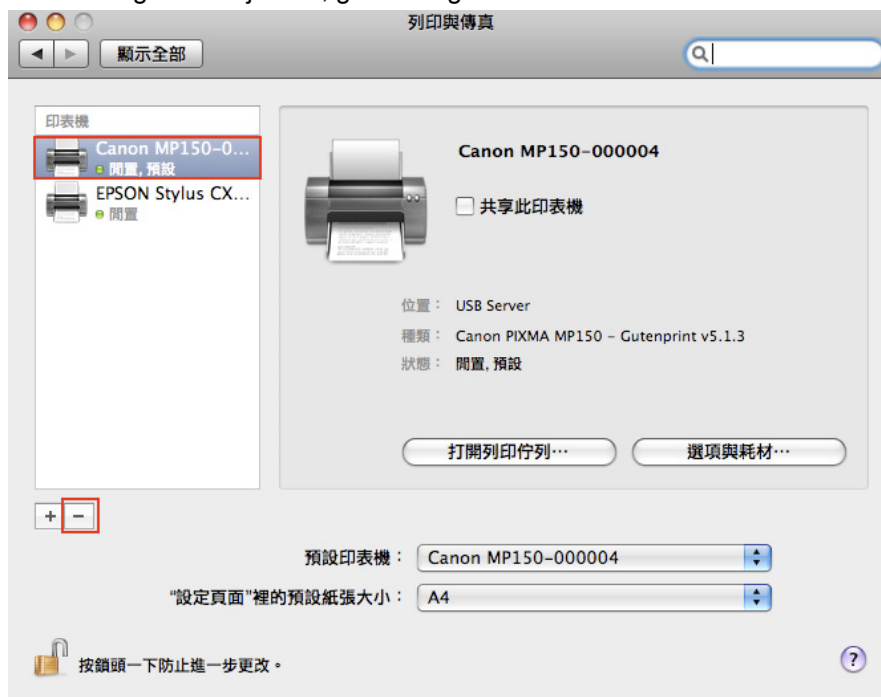 列印與傳真
顯示全部
印表機
Canon MP150-0...
閒置, 預設
EPSON Stylus CX...
閒置
Canon MP150-000004
共享此印表機
位置： USB Server
種類： Canon PIXMA MP150 – Gutenprint v5.1.3
狀態： 閒置, 預設
打開列印佇列⋯ 選項與耗材⋯
+ −
預設印表機： Canon MP150-000004
“設定頁面”裡的預設紙張大小： A4
按鎖頭一下防止進一步更改。 ?